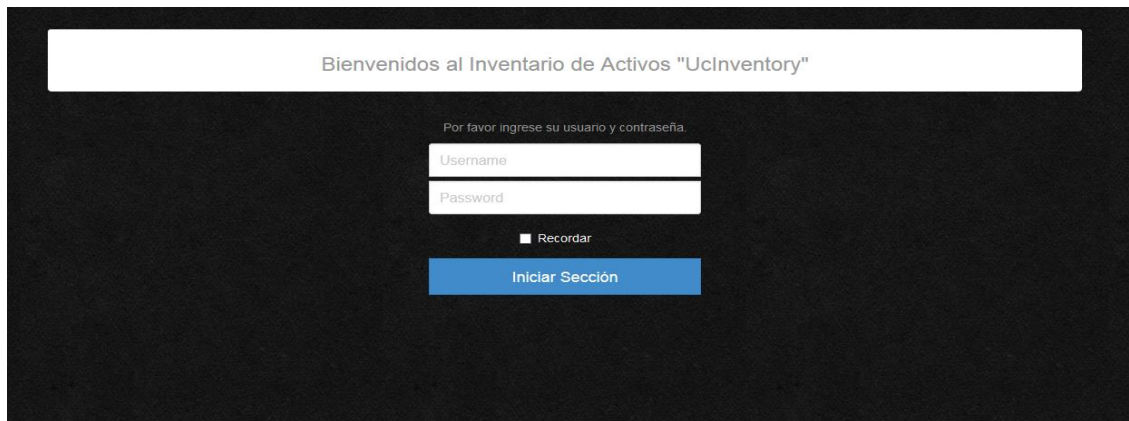 Bienvenidos al Inventario de Activos "UcInventory"
Por favor ingrese su usuario y contraseña.
Username
Password
Recordar
Iniciar Sección